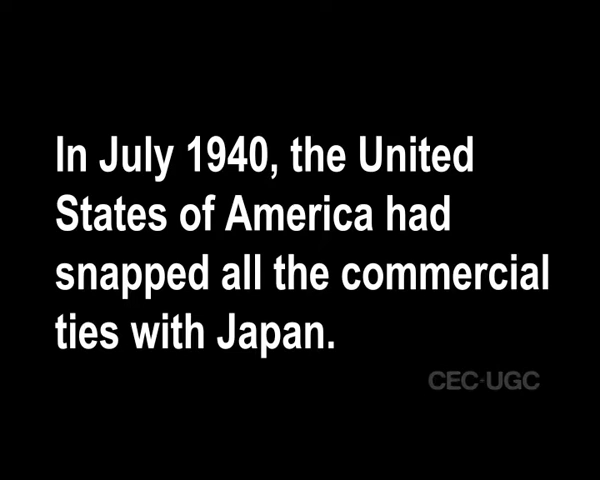 In July 1940, the United
States of America had
snapped all the commercial
ties with Japan.
CEC-UGC